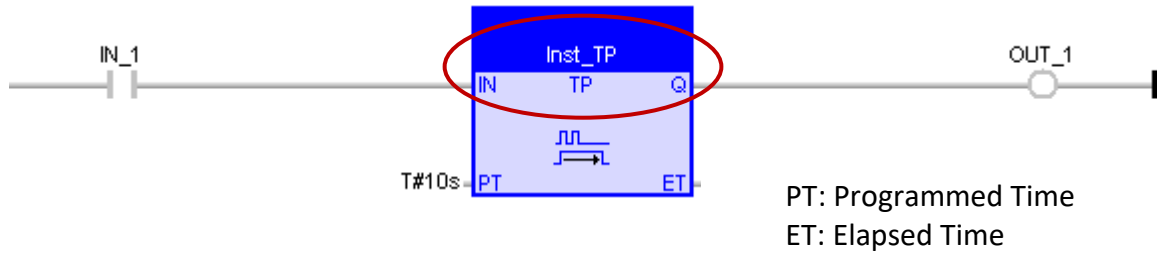 IN_1
Inst_TP
OUT_1
IN TP Q
T#10s PT ET
PT: Programmed Time
ET: Elapsed Time